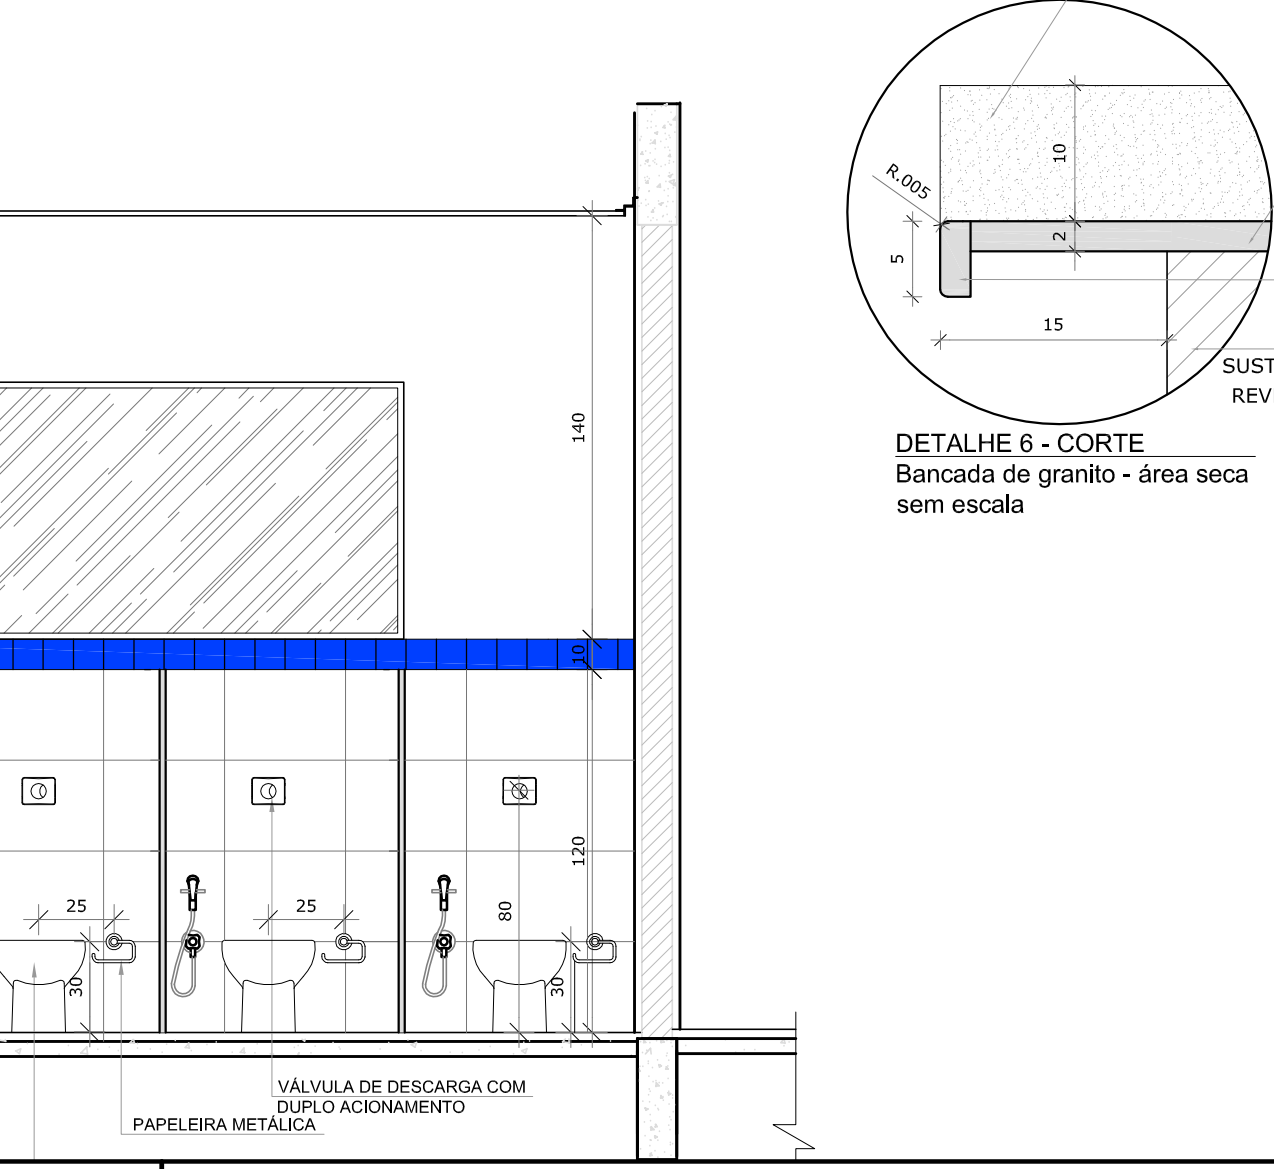 10
R.005
2
5
15
SUST
REV
DETALHE 6 - CORTE
Bancada de granito - área seca
sem escala
140
10
120
25
25
80
30
30
VÁLVULA DE DESCARGA COM
DUPLO ACIONAMENTO
PAPELEIRA METÁLICA